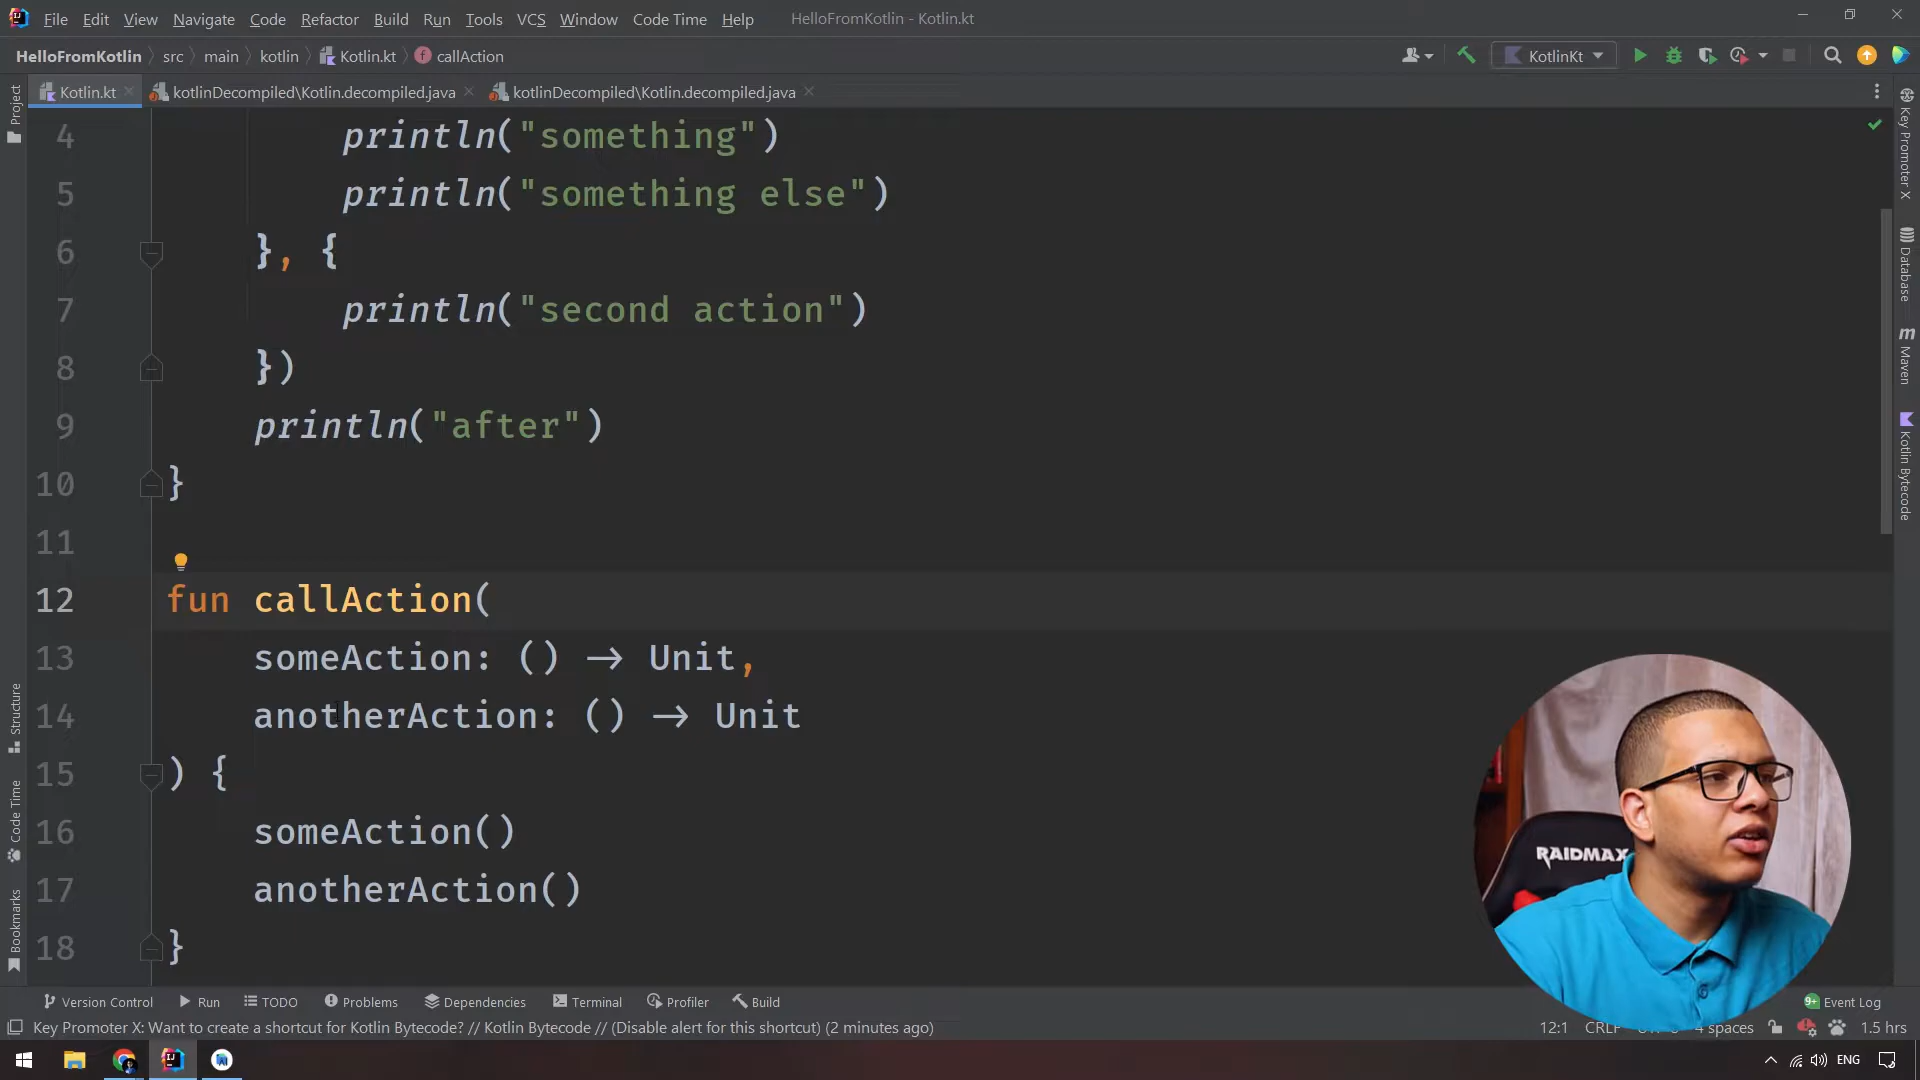 File Edit View Navigate Code Refactor Build Run Tools VCS Window Code Time Help HelloFromKotlin - Kotlin.kt
HelloFromKotlin src main kotlin Kotlin.kt callAction KotlinKt
Kotlin.kt kotlinDecompiled\Kotlin.decompiled.java kotlinDecompiled\Kotlin.decompiled.java
Project
Structure
Code Time
Bookmarks
4 println("something")
5 println("something else")
6 }, {
7 println("second action")
8 })
9 println("after")
10 }
11
12 fun callAction(
13 someAction: () → Unit,
14 anotherAction: () → Unit
15 ) {
16 someAction()
17 anotherAction()
18 }
Key Promoter X
Database
m
Maven
Kotlin Bytecode
RAIDMAX
Version Control Run TODO Problems Dependencies Terminal Profiler Build 9+ Event Log
Key Promoter X: Want to create a shortcut for Kotlin Bytecode? // Kotlin Bytecode // (Disable alert for this shortcut) (2 minutes ago) 12:1 CRLF 4 spaces 1.5 hrs
ENG